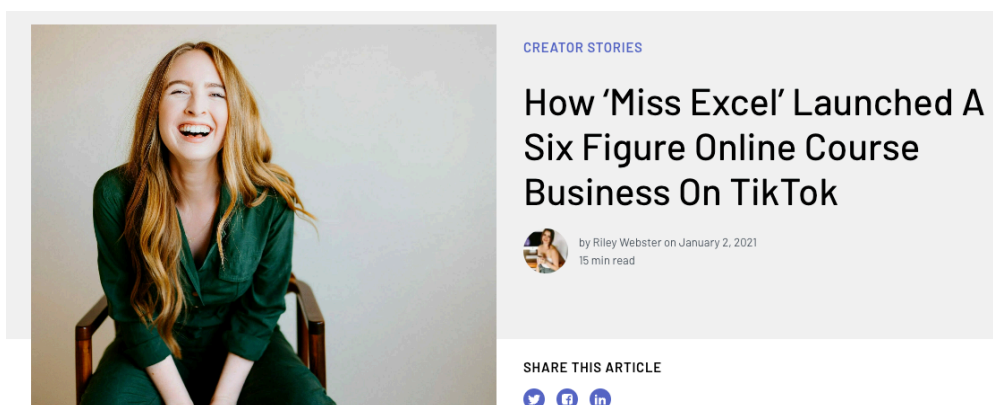 CREATOR STORIES
How ‘Miss Excel’ Launched A
Six Figure Online Course
Business On TikTok
by Riley Webster on January 2, 2021
15 min read
SHARE THIS ARTICLE